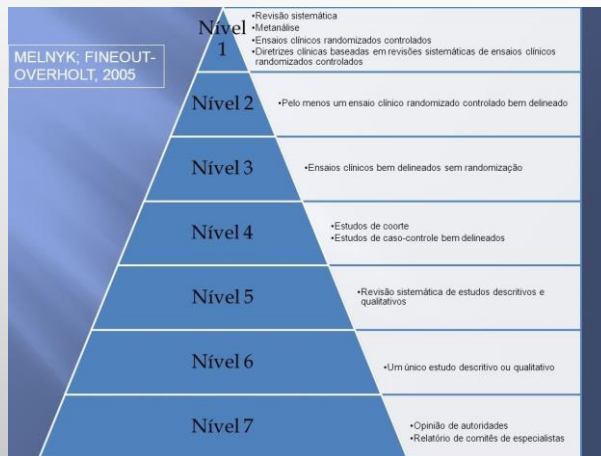 MELNYK; FINEOUT-
OVERHOLT, 2005
Nível
1
•Revisão sistemática
•Metanálise
•Ensaios clínicos randomizados controlados
•Diretrizes clínicas baseadas em revisões sistemáticas de ensaios clínicos
randomizados controlados
Nível 2
•Pelo menos um ensaio clínico randomizado controlado bem delineado
Nível 3
•Ensaios clínicos bem delineados sem randomização
Nível 4
•Estudos de coorte
•Estudos de caso-controle bem delineados
Nível 5
•Revisão sistemática de estudos descritivos e
qualitativos
Nível 6
•Um único estudo descritivo ou qualitativo
Nível 7
•Opinião de autoridades
•Relatório de comitês de especialistas